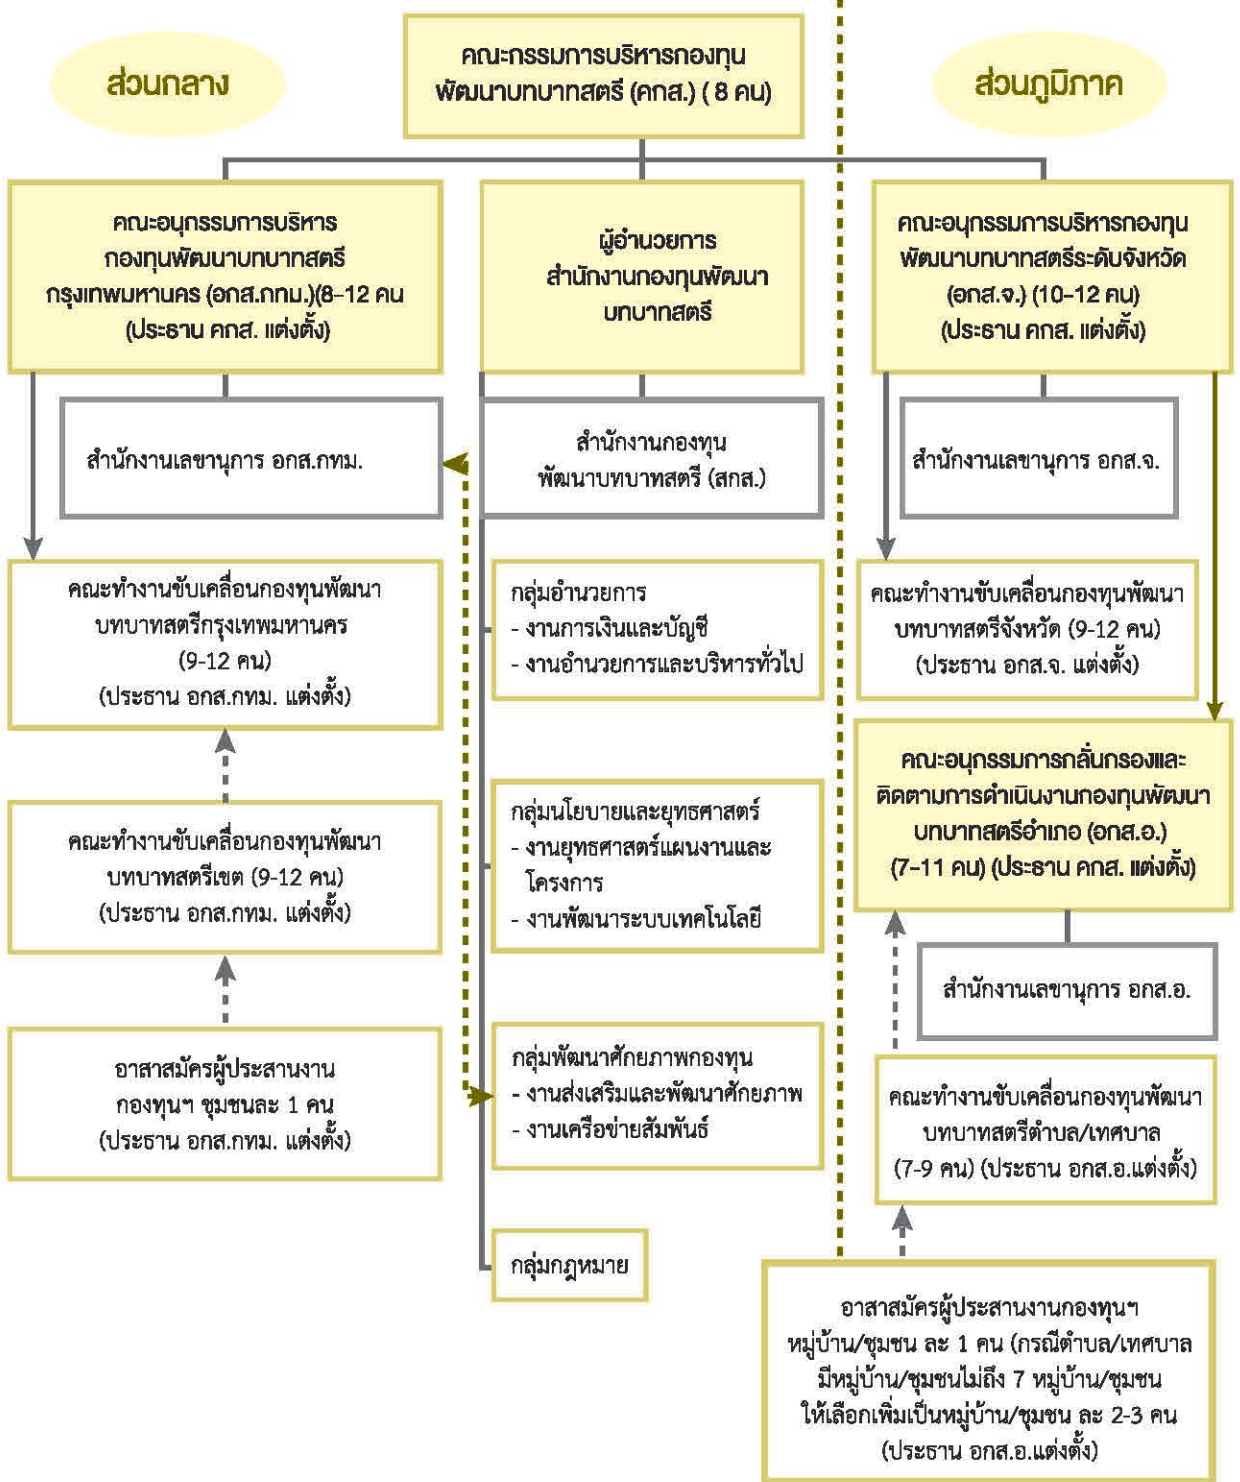 ส่วนกลาง
คณะกรรมการบริหารกองทุน
พัฒนาบทบาทสตรี (คกส.) ( 8 คน)
ส่วนภูมิภาค
คณะอนุกรรมการบริหาร
กองทุนพัฒนาบทบาทสตรี
กรุงเทพมหานคร (อกส.กทม.)(8-12 คน
(ประธาน คกส. แต่งตั้ง)
สำนักงานเลขานุการ อกส.กทม.
คณะทำงานขับเคลื่อนกองทุนพัฒนา
บทบาทสตรีกรุงเทพมหานคร
(9-12 คน)
(ประธาน อกส.กทม. แต่งตั้ง)
คณะทำงานขับเคลื่อนกองทุนพัฒนา
บทบาทสตรีเขต (9-12 คน)
(ประธาน อกส.กทม. แต่งตั้ง)
อาสาสมัครผู้ประสานงาน
กองทุนฯ ชุมชนละ 1 คน
(ประธาน อกส.กทม. แต่งตั้ง)
ผู้อำนวยการ
สำนักงานกองทุนพัฒนา
บทบาทสตรี
สำนักงานกองทุน
พัฒนาบทบาทสตรี (สกส.)
กลุ่มอำนวยการ
- งานการเงินและบัญชี
- งานอำนวยการและบริหารทั่วไป
กลุ่มนโยบายและยุทธศาสตร์
- งานยุทธศาสตร์แผนงานและ
โครงการ
- งานพัฒนาระบบเทคโนโลยี
กลุ่มพัฒนาศักยภาพกองทุน
- งานส่งเสริมและพัฒนาศักยภาพ
- งานเครือข่ายสัมพันธ์
กลุ่มกฎหมาย
คณะอนุกรรมการบริหารกองทุน
พัฒนาบทบาทสตรีระดับจังหวัด
(อกส.จ.) (10-12 คน)
(ประธาน คกส. แต่งตั้ง)
สำนักงานเลขานุการ อกส.จ.
คณะทำงานขับเคลื่อนกองทุนพัฒนา
บทบาทสตรีจังหวัด (9-12 คน)
(ประธาน อกส.จ. แต่งตั้ง)
คณะอนุกรรมการกลั่นกรองและ
ติดตามการดำเนินงานกองทุนพัฒนา
บทบาทสตรีอำเภอ (อกส.อ.)
(7-11 คน) (ประธาน คกส. แต่งตั้ง)
สำนักงานเลขานุการ อกส.อ.
คณะทำงานขับเคลื่อนกองทุนพัฒนา
บทบาทสตรีตำบล/เทศบาล
(7-9 คน) (ประธาน อกส.อ.แต่งตั้ง)
อาสาสมัครผู้ประสานงานกองทุนฯ
หมู่บ้าน/ชุมชน ละ 1 คน (กรณีตำบล/เทศบาล
มีหมู่บ้าน/ชุมชนไม่ถึง 7 หมู่บ้าน/ชุมชน
ให้เลือกเพิ่มเป็นหมู่บ้าน/ชุมชน ละ 2-3 คน
(ประธาน อกส.อ.แต่งตั้ง)